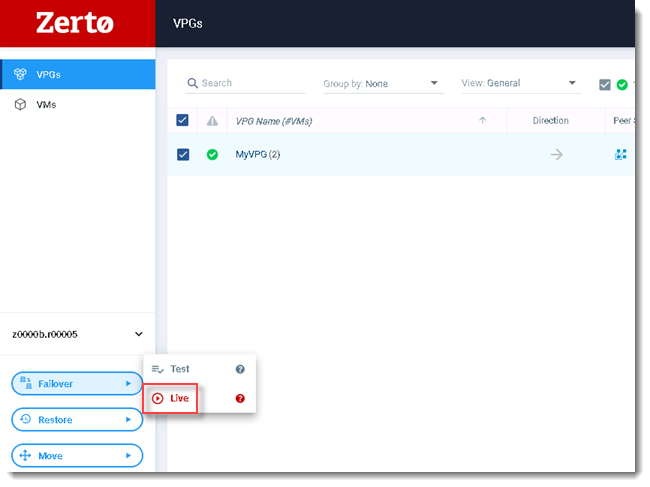 Zertø
VPGs
VPGs
VMs
Search
Group by: None
View: General
VPG Name (#VMs)
Direction
Peer
MyVPG (2)
z0000b.r00005
Test
?
Failover
Live
?
Restore
Move